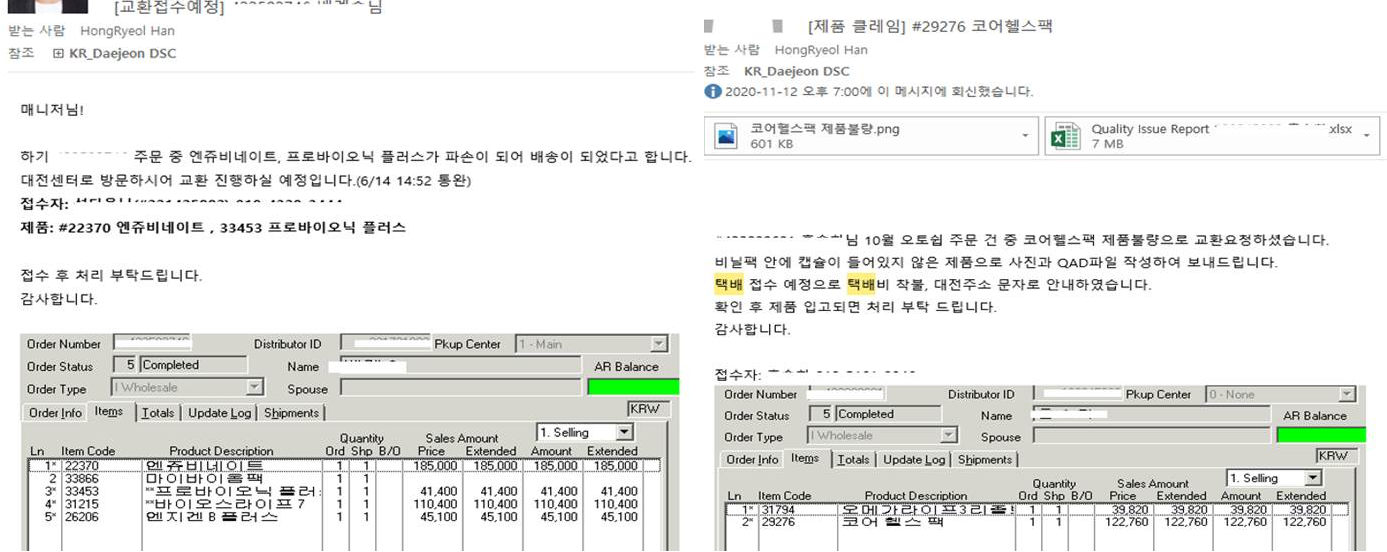 [교환접수예정]
받는 사람 HongRyeol Han
참조 KR_Daejeon DSC
매니저님!
하기 주문 중 엔쥬비네이트, 프로바이오닉 플러스가 파손이 되어 배송이 되었다고 합니다.
대전센터로 방문하시어 교환 진행하실 예정입니다.(6/14 14:52 통완)
접수자:
제품: #22370 엔쥬비네이트 , 33453 프로바이오닉 플러스
접수 후 처리 부탁드립니다.
감사합니다.
Order Number Distributor ID Pkup Center 1 - Main
Order Status 5 Completed Name AR Balance
Order Type Wholesale Spouse
Order Info Items Totals Update Log Shipments KRW
Quantity Sales Amount 1. Selling
Ln Item Code Product Description Ord Shp B/O Price Extended Amount Extended
1* 22370 엔쥬비네이트 1 1 185,000 185,000 185,000 185,000
2 33866 마이바이옴팩 1 1
3* 33453 **프로바이오닉 플러 1 1 41,400 41,400 41,400 41,400
4* 31215 **바이오스라이프7 1 1 110,400 110,400 110,400 110,400
5* 26206 엔지겐B플러스 1 1 45,100 45,100 45,100 45,100
[제품 클레임] #29276 코어헬스팩
받는 사람 HongRyeol Han
참조 KR_Daejeon DSC
2020-11-12 오후 7:00에 이 메시지에 회신했습니다.
코어헬스팩 제품불량.png
601 KB
Quality Issue Report .xlsx
7 MB
님 10월 오토쉽 주문 건 중 코어헬스팩 제품불량으로 교환요청하셨습니다.
비닐팩 안에 캡슐이 들어있지 않은 제품으로 사진과 QAD파일 작성하여 보내드립니다.
택배 접수 예정으로 택배비 착불, 대전주소 문자로 안내하였습니다.
확인 후 제품 입고되면 처리 부탁 드립니다.
감사합니다.
접수자:
Order Number Distributor ID Pkup Center 0 - None
Order Status 5 Completed Name AR Balance
Order Type Wholesale Spouse
Order Info Items Totals Update Log Shipments KRW
Quantity Sales Amount 1. Selling
Ln Item Code Product Description Ord Shp B/O Price Extended Amount Extended
1* 31794 오메가라이프3리 1 1 39,820 39,820 39,820 39,820
2* 29276 코어 헬스 팩 1 1 122,760 122,760 122,760 122,760